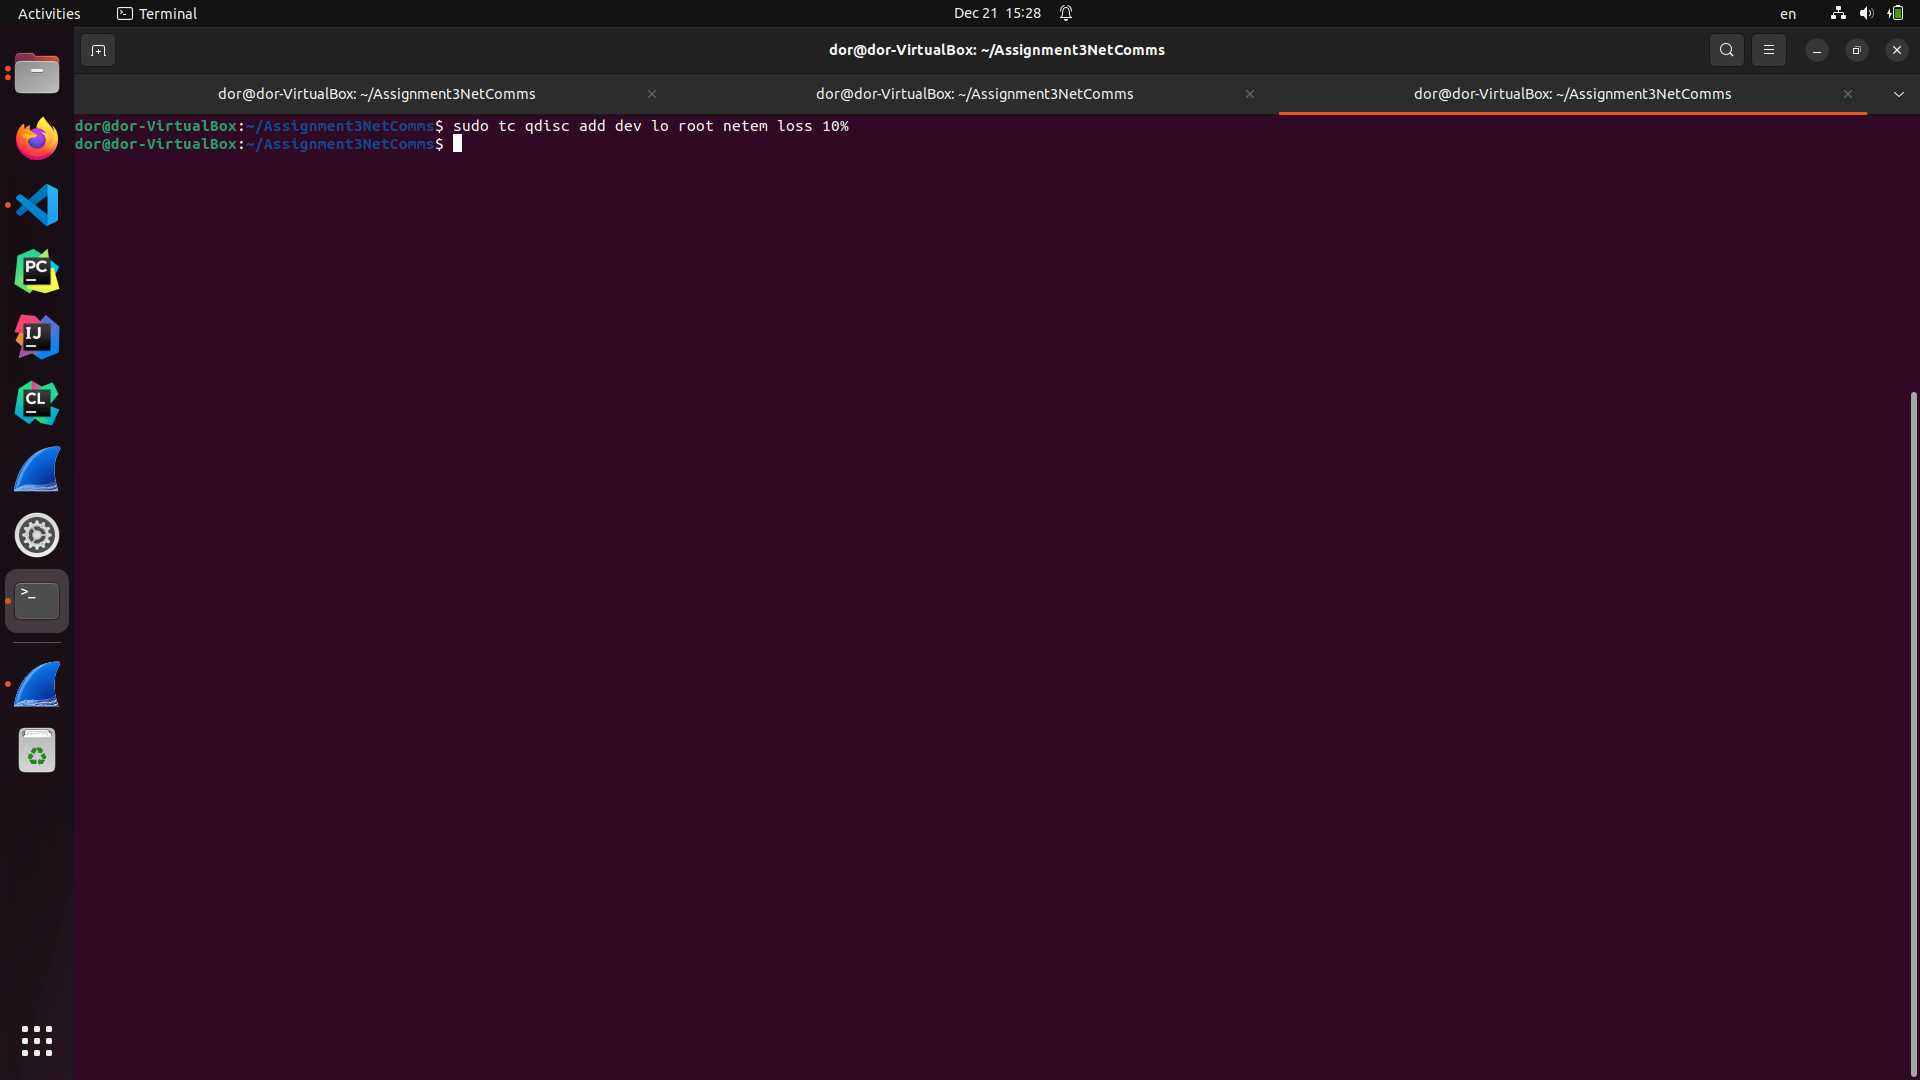 Activities
Terminal
Dec 21 15:28
en
dor@dor-VirtualBox: ~/Assignment3NetComms
dor@dor-VirtualBox: ~/Assignment3NetComms
dor@dor-VirtualBox: ~/Assignment3NetComms
dor@dor-VirtualBox: ~/Assignment3NetComms
dor@dor-VirtualBox:~/Assignment3NetComms$ sudo tc qdisc add dev lo root netem loss 10%
dor@dor-VirtualBox:~/Assignment3NetComms$
PC
IJ
CL
>_